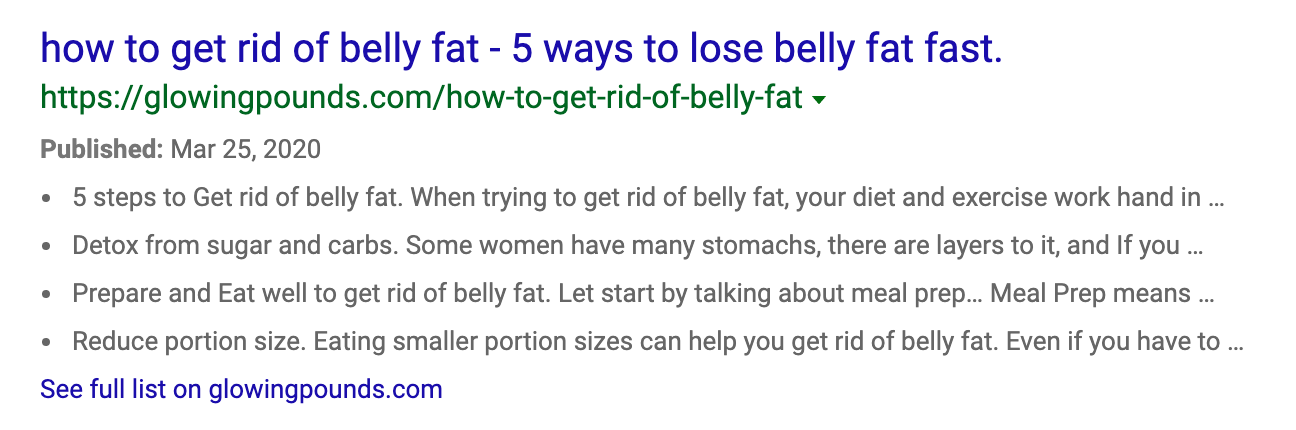 how to get rid of belly fat - 5 ways to lose belly fat fast.
https://glowingpounds.com/how-to-get-rid-of-belly-fat
Published: Mar 25, 2020
• 5 steps to Get rid of belly fat. When trying to get rid of belly fat, your diet and exercise work hand in ...
• Detox from sugar and carbs. Some women have many stomachs, there are layers to it, and If you ...
• Prepare and Eat well to get rid of belly fat. Let start by talking about meal prep... Meal Prep means ...
• Reduce portion size. Eating smaller portion sizes can help you get rid of belly fat. Even if you have to ...
See full list on glowingpounds.com